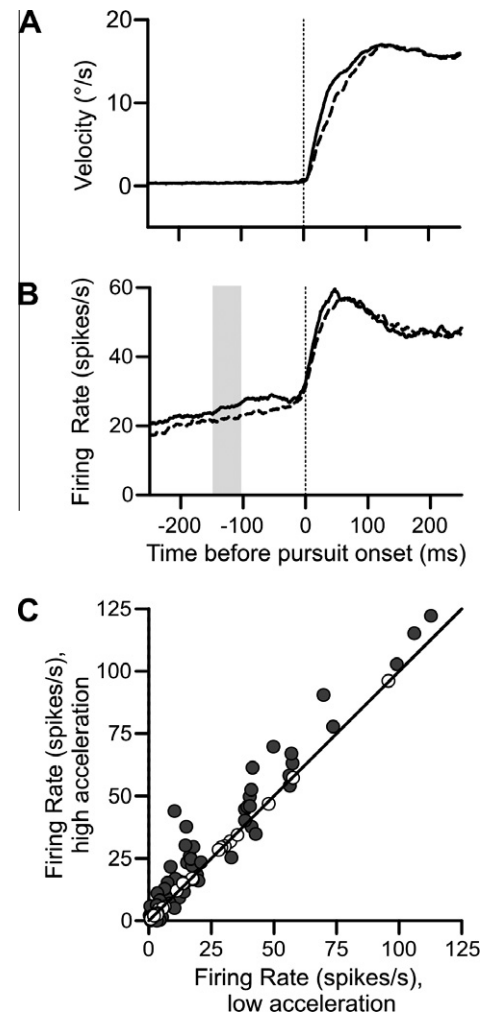 A
20
10
0
Velocity (°/s)
B
60
40
20
0
Firing Rate (spikes/s)
-200 -100 0 100 200
Time before pursuit onset (ms)
C
125
100
75
50
25
0
Firing Rate (spikes/s),
high acceleration
0 25 50 75 100 125
Firing Rate (spikes/s),
low acceleration